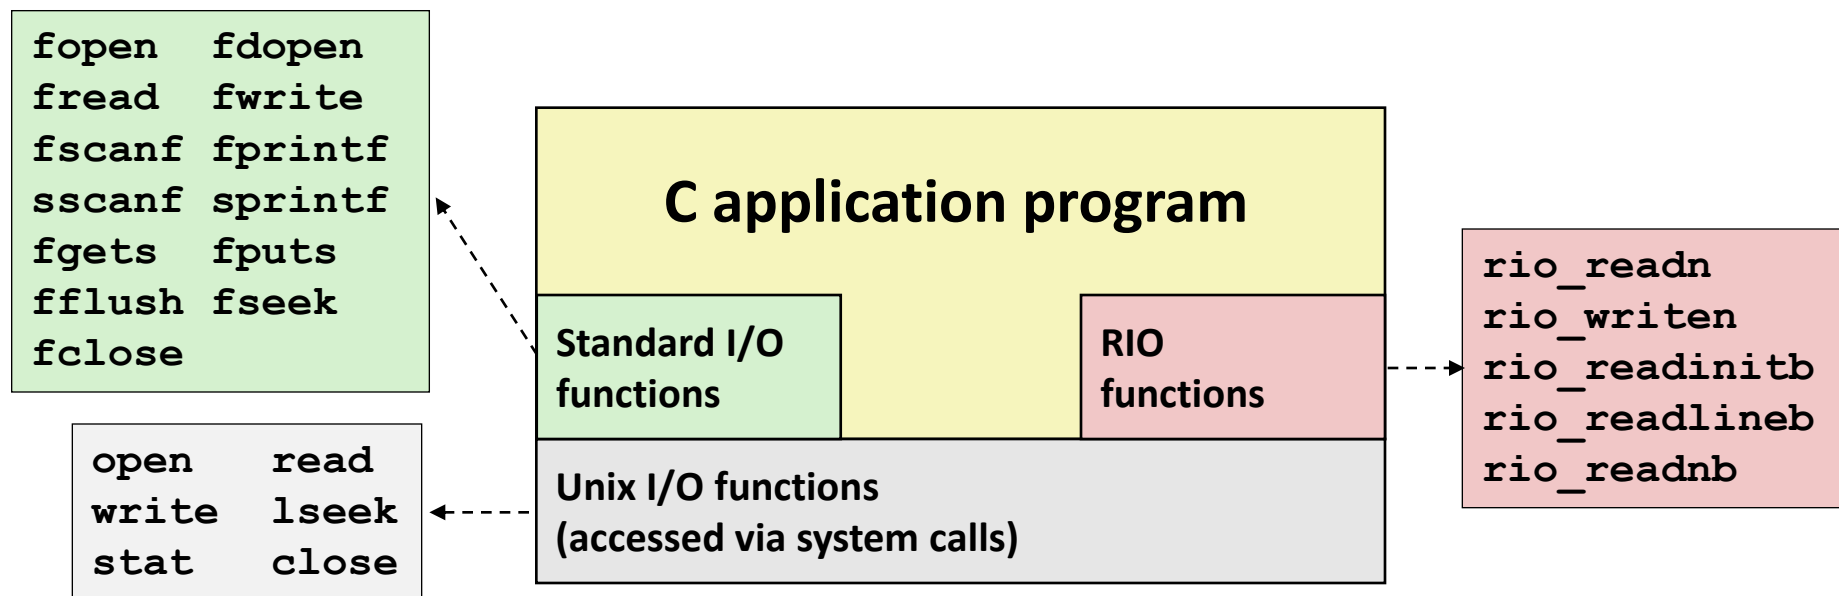 fopen fdopen
fread fwrite
fscanf fprintf
sscanf sprintf
fgets fputs
fflush fseek
fclose
C application program
Standard I/O
functions
RIO
functions
rio_readn
rio_writen
rio_readinitb
rio_readlineb
rio_readnb
open read
write lseek
stat close
Unix I/O functions
(accessed via system calls)